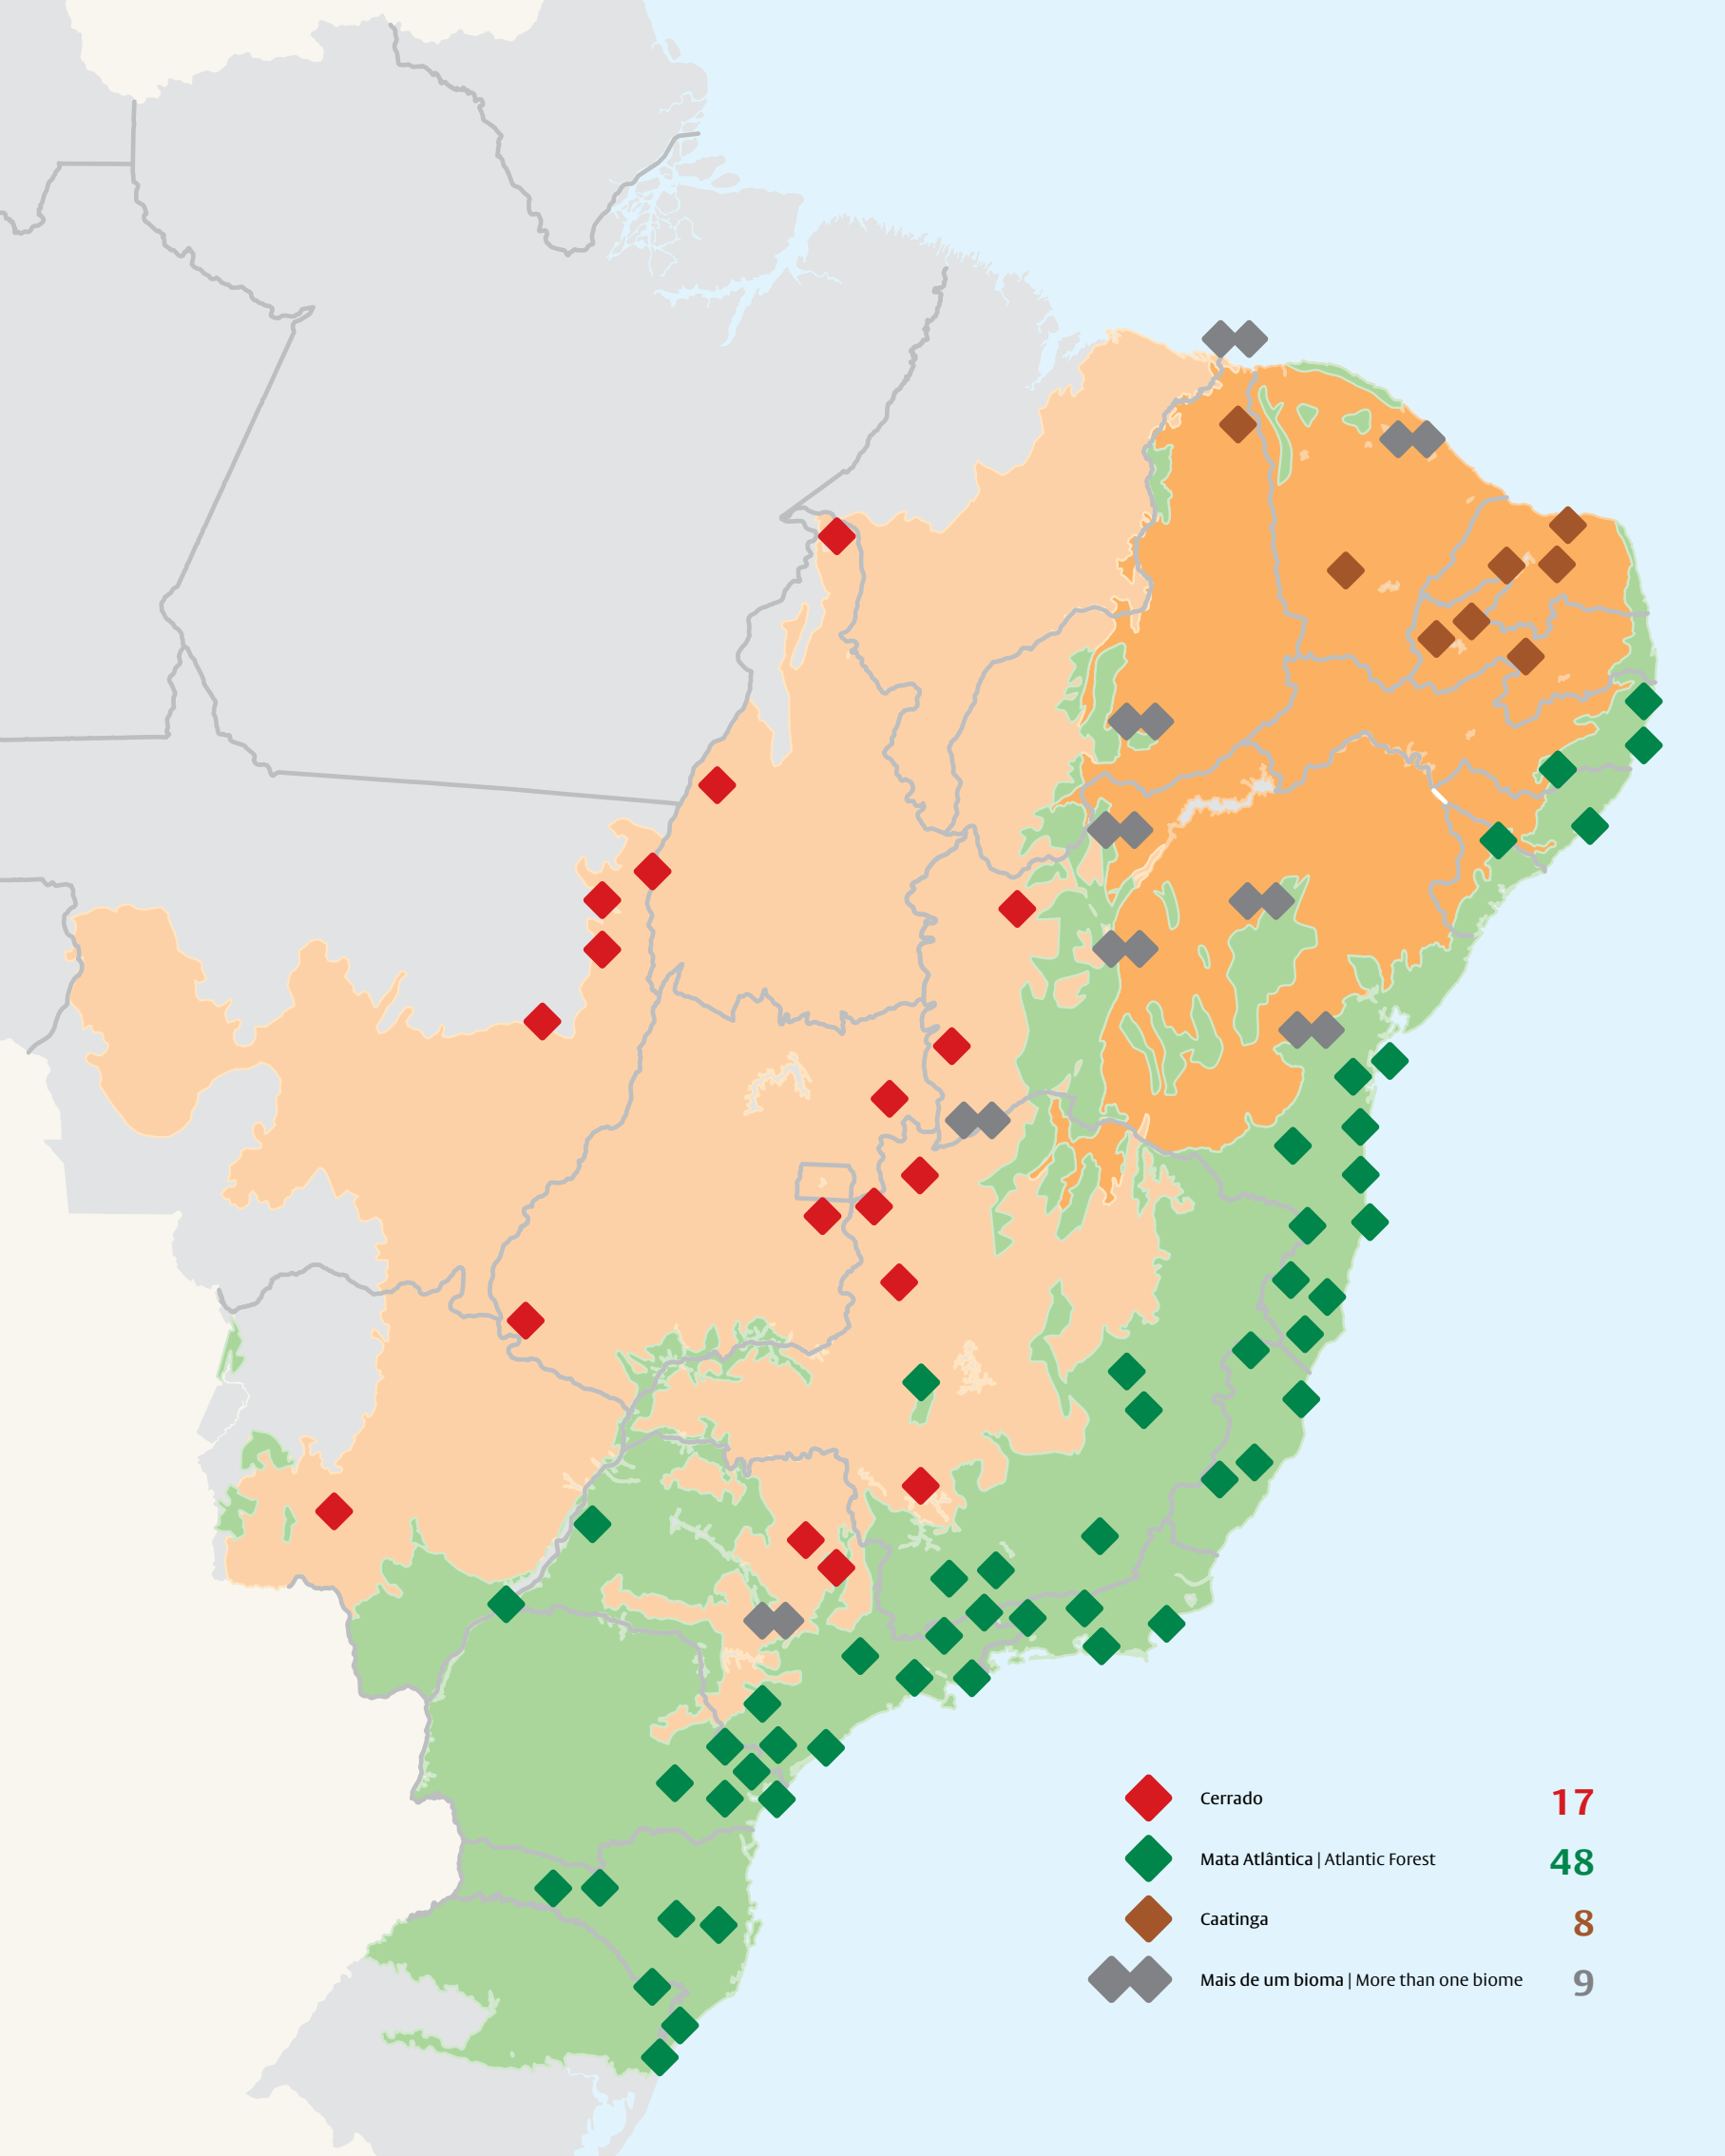 Cerrado 17
Mata Atlântica | Atlantic Forest 48
Caatinga 8
Mais de um bioma | More than one biome 9